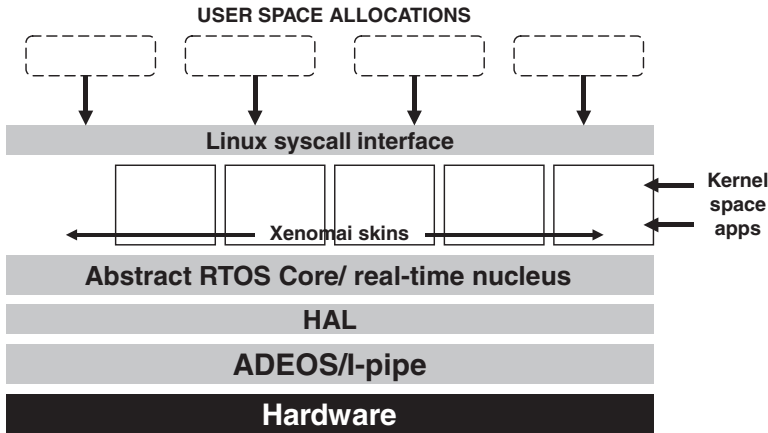 USER SPACE ALLOCATIONS
Linux syscall interface
Kernel
space
apps
Xenomai skins
Abstract RTOS Core/ real-time nucleus
HAL
ADEOS/I-pipe
Hardware